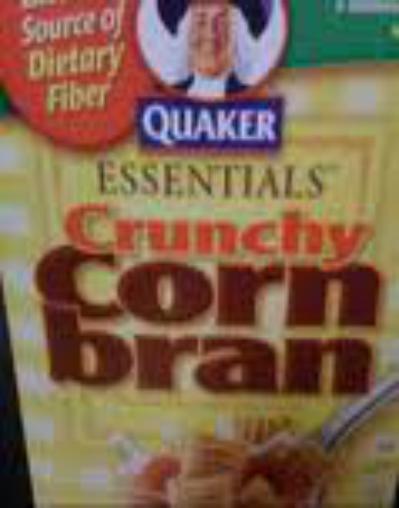 Source of
Dietary
Fiber
QUAKER
ESSENTIALS
Crunchy
Corn
bran